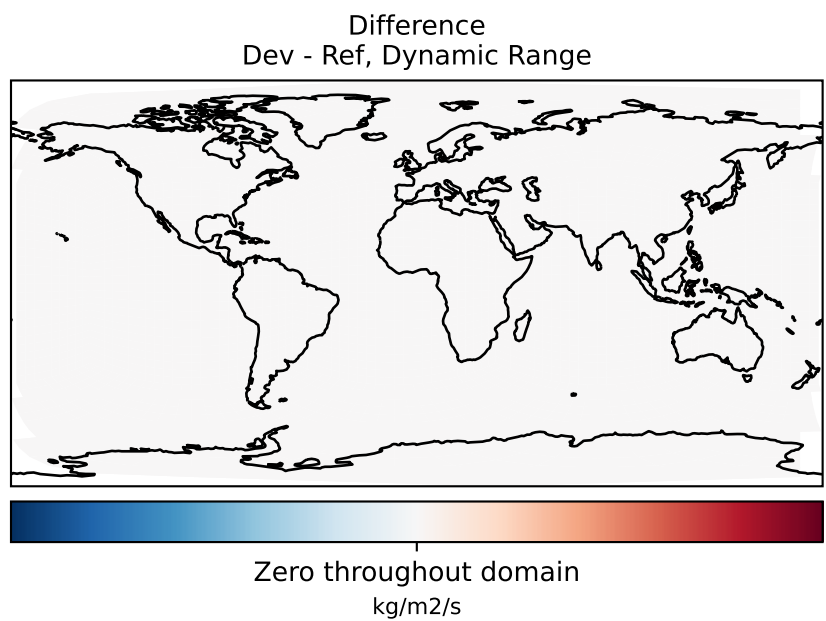 Difference
Dev - Ref, Dynamic Range
Zero throughout domain
kg/m2/s